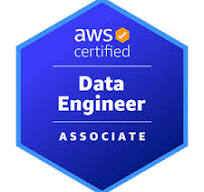 aws
certified
Data
Engineer
ASSOCIATE